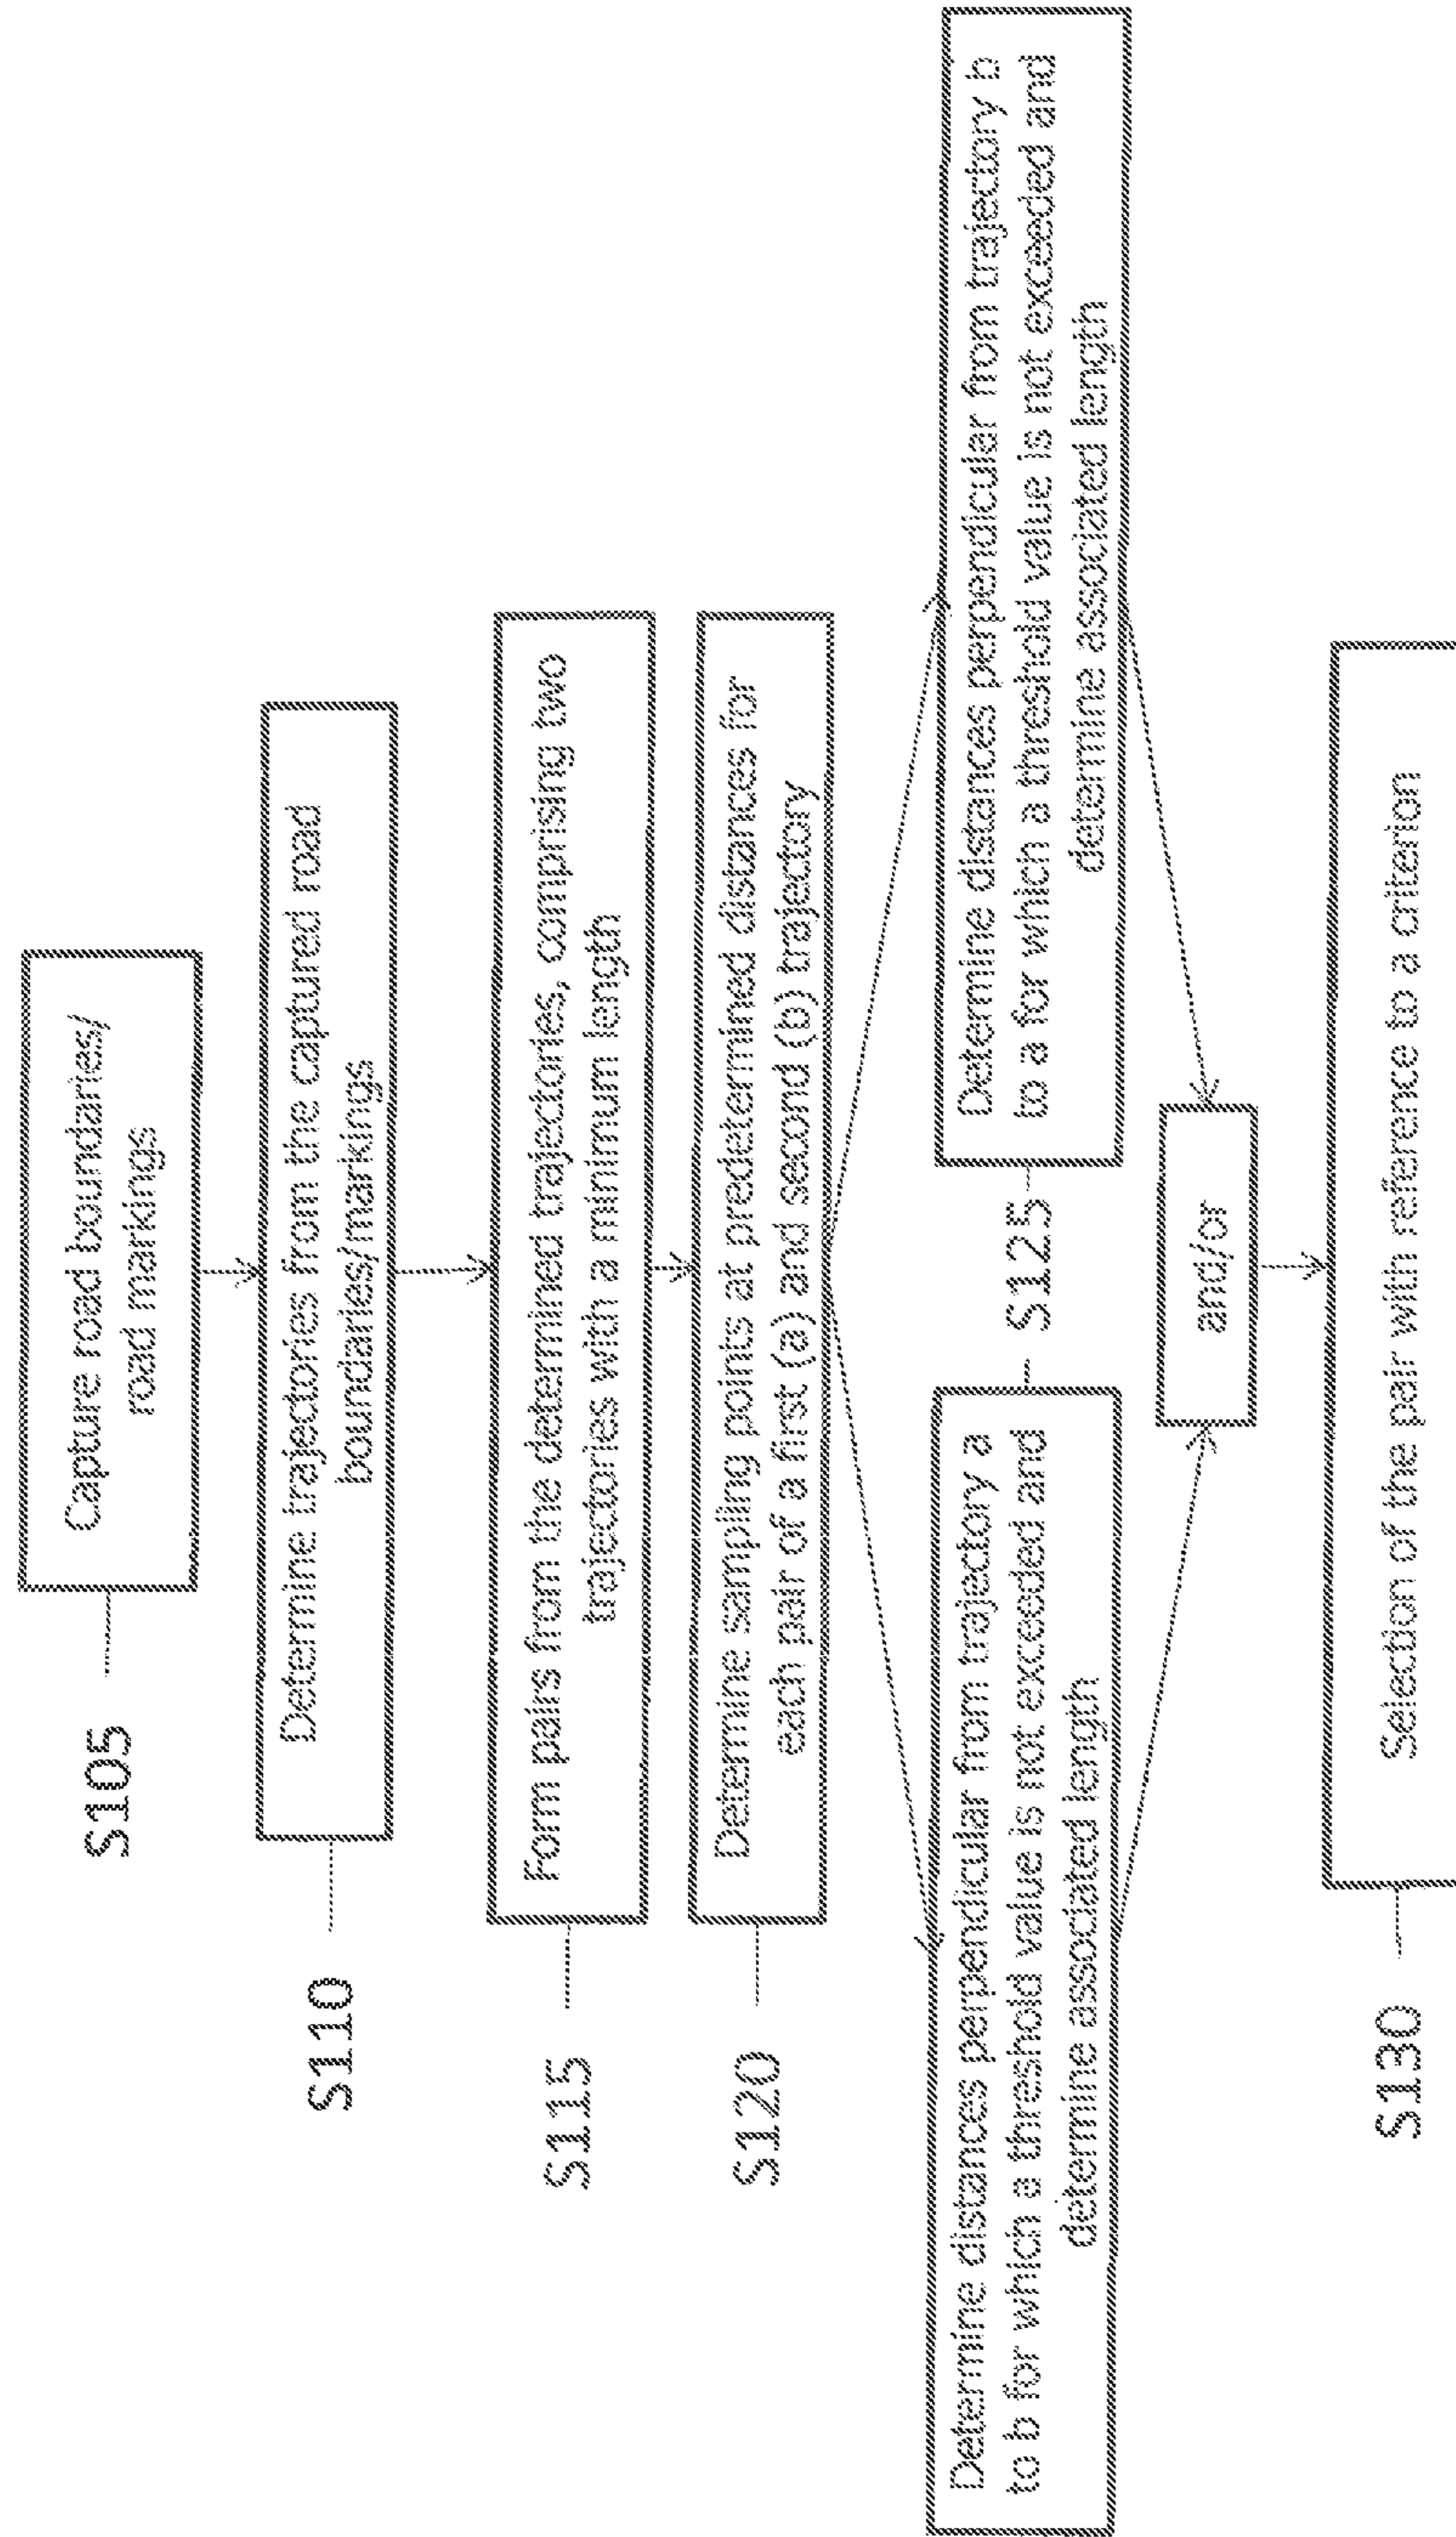 Capture road boundaries/
road markings
S105
Determine trajectories from the captured road
boundaries/markings
S110
Form pairs from the determined trajectories, comprising two
trajectories with a minimum length
S115
Determine sampling points at predetermined distances for
each pair of a first (a) and second (b) trajectory
S120
Determine distances perpendicular from trajectory a
to b for which a threshold value is not exceeded and
determine associated length
S125
Determine distances perpendicular from trajectory b
to a for which a threshold value is not exceeded and
determine associated length
and/or
Selection of the pair with reference to a criterion
S130